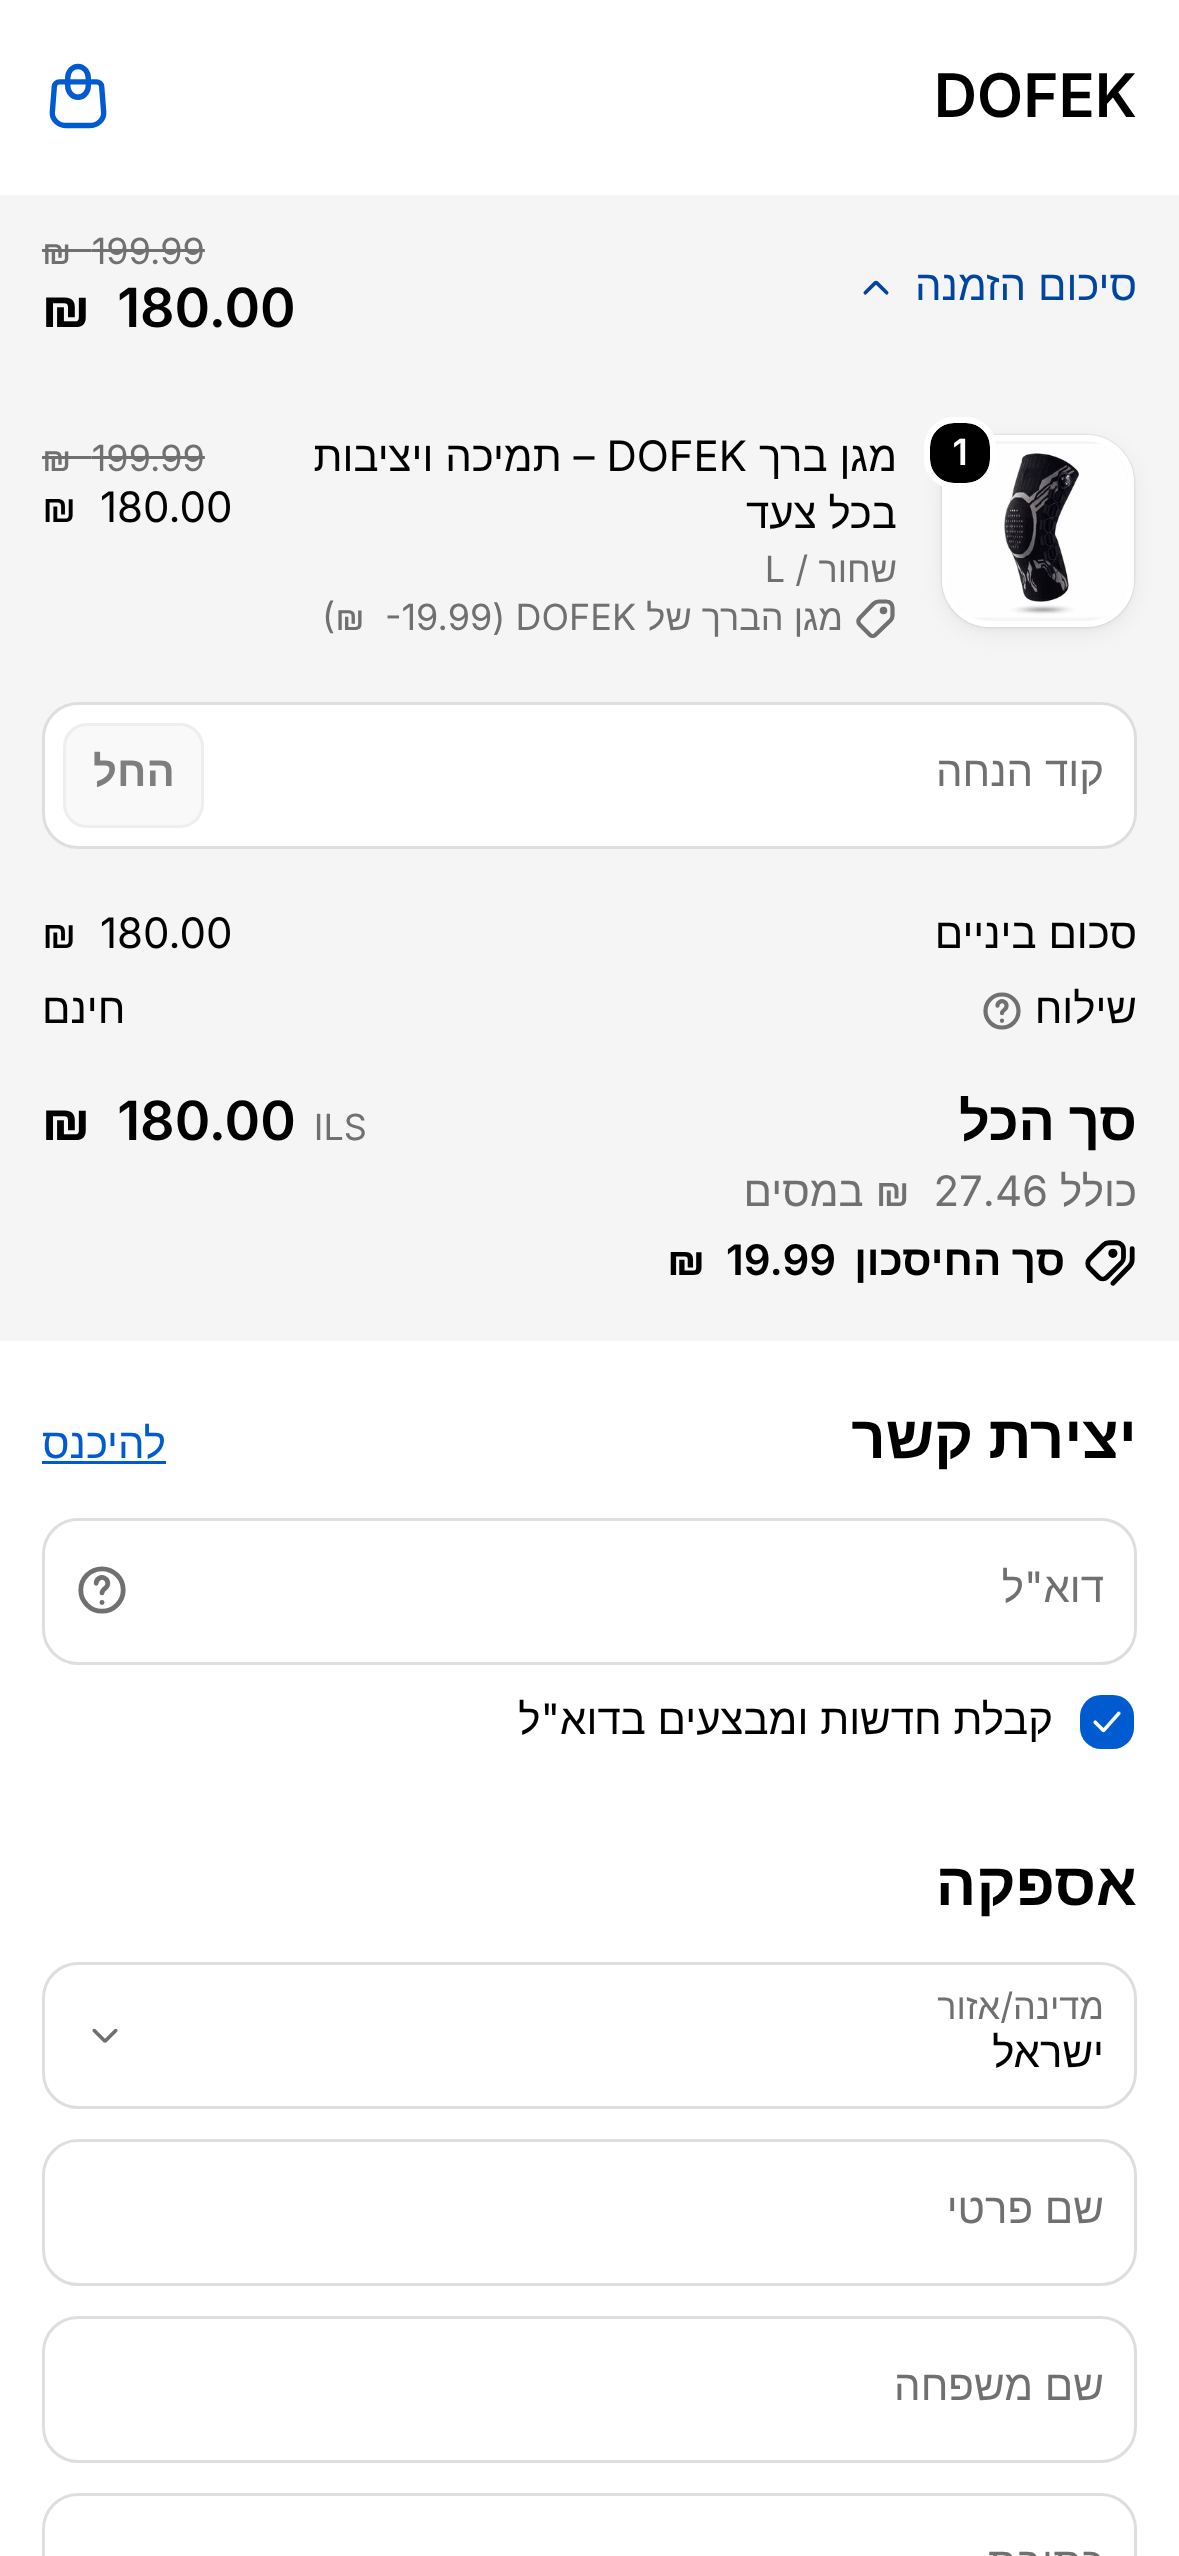 DOFEK
סיכום הזמנה
199.99 ₪
180.00 ₪
1
מגן ברך DOFEK – תמיכה ויציבות
בכל צעד
שחור / L
מגן הברך של DOFEK (‎-19.99 ₪)
199.99 ₪
180.00 ₪
קוד הנחה
החל
סכום ביניים
180.00 ₪
שילוח
חינם
סך הכל
ILS 180.00 ₪
כולל 27.46 ₪ במסים
סך החיסכון 19.99 ₪
יצירת קשר
להיכנס
דוא"ל
קבלת חדשות ומבצעים בדוא"ל
אספקה
מדינה/אזור
ישראל
שם פרטי
שם משפחה